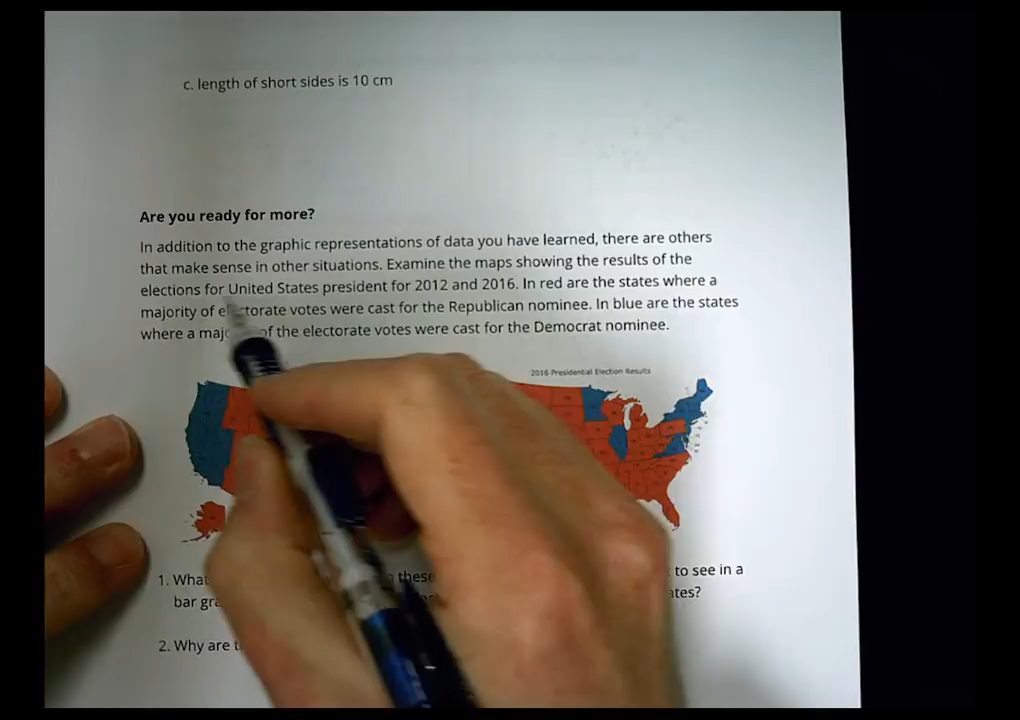 c. length of short sides is 10 cm
Are you ready for more?
In addition to the graphic representations of data you have learned, there are others
that make sense in other situations. Examine the maps showing the results of the
elections for United States president for 2012 and 2016. In red are the states where a
majority of electorate votes were cast for the Republican nominee. In blue are the states
where a of the electorate votes were cast for the Democrat nominee.
2016 Presidential Election Results
1. What these to see in a
bar
2. Why are